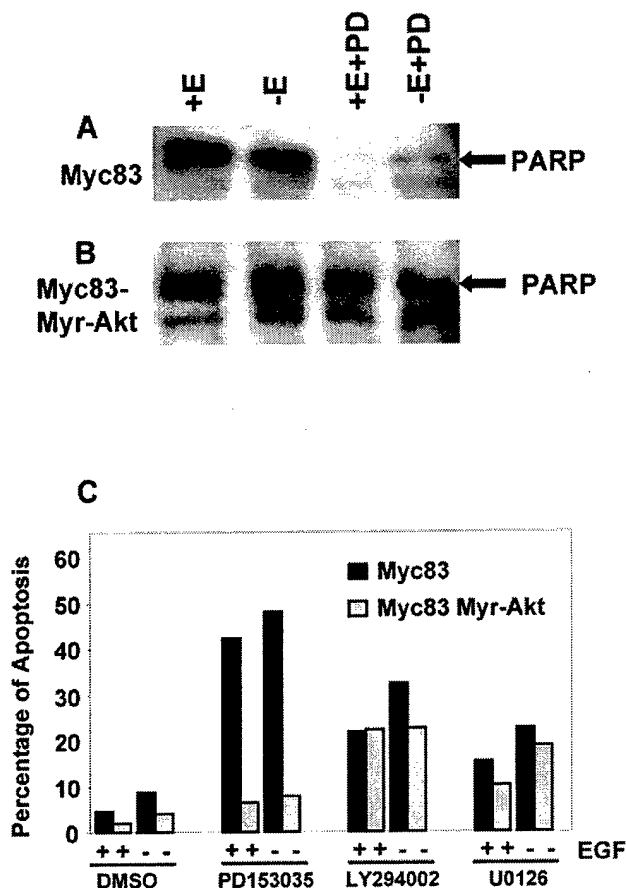 +E -E +E+PD -E+PD
A
Myc83
PARP
B
Myc83-
Myr-Akt
PARP
C
Percentage of Apoptosis
60
50
40
30
20
10
0
Myc83
Myc83 Myr-Akt
+ + - - + + - - + + - - + + - - EGF
DMSO PD153035 LY294002 U0126